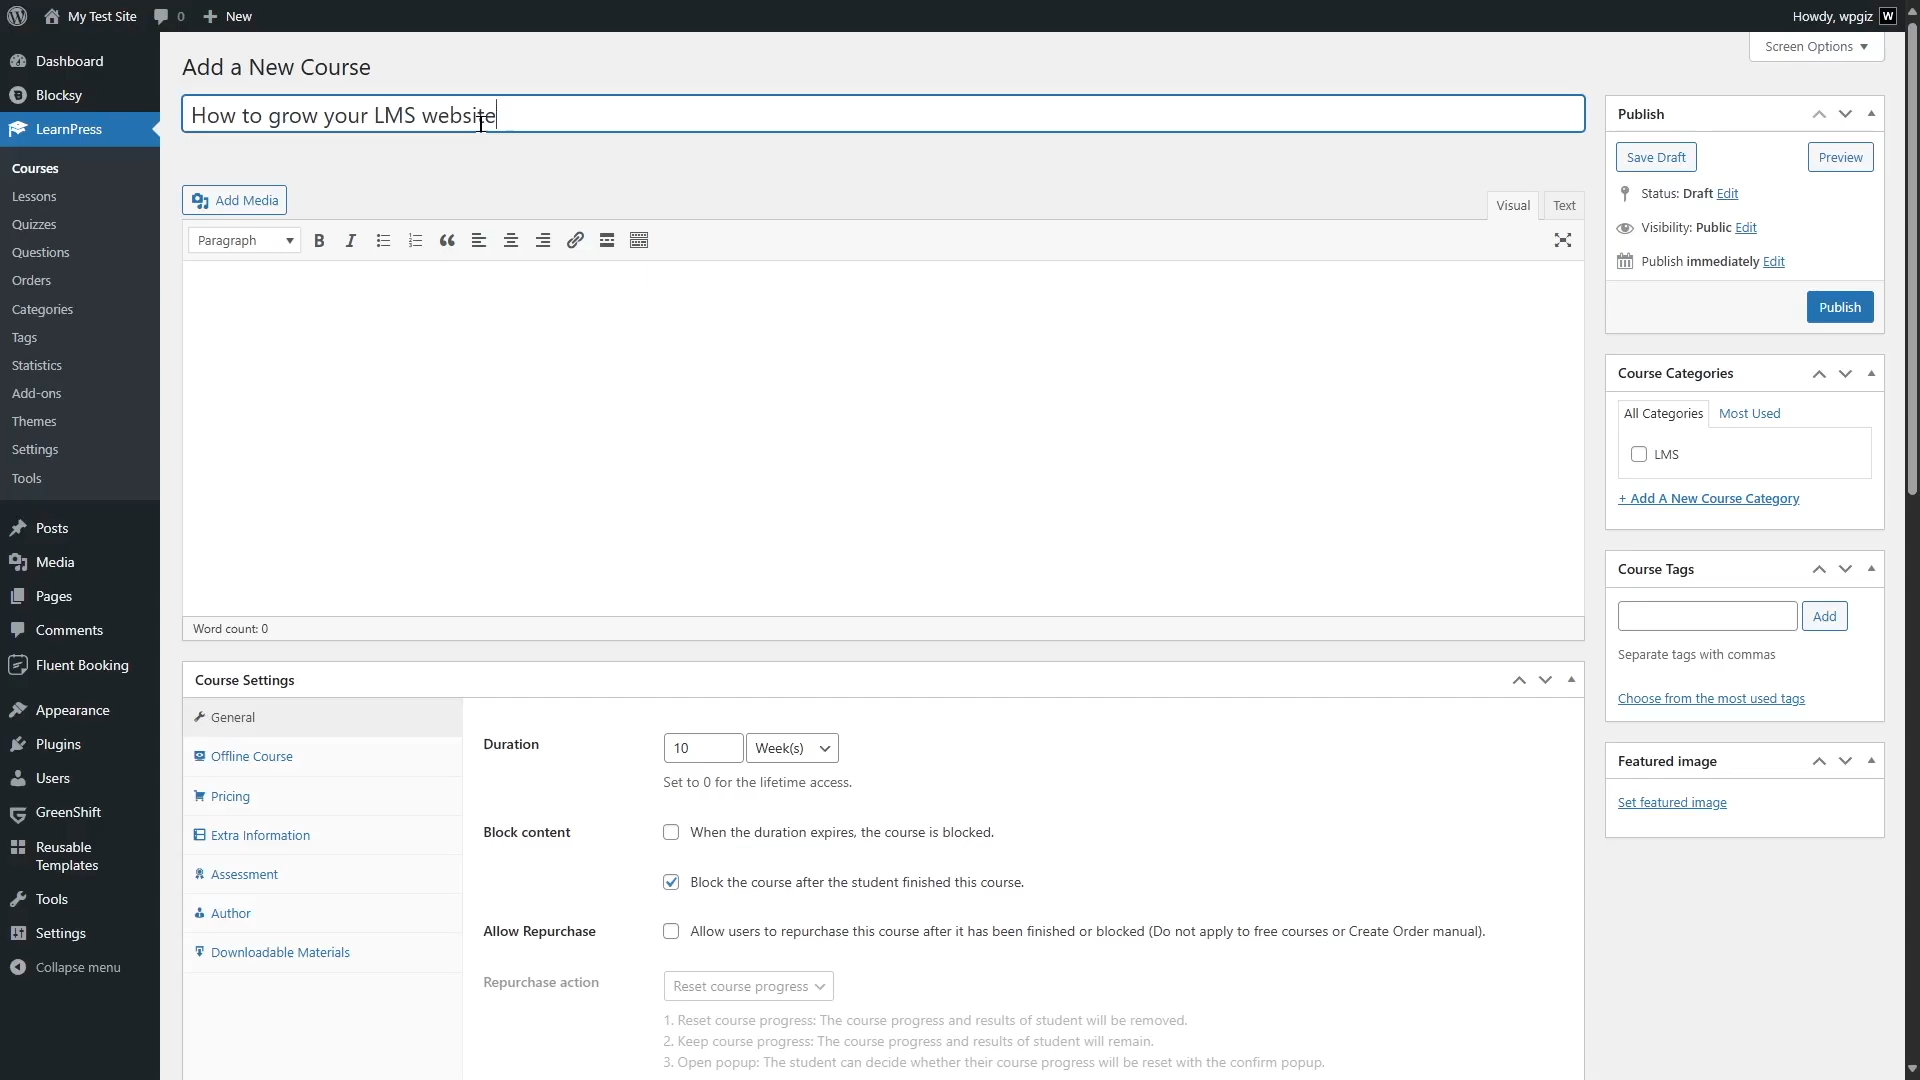 My Test Site
0
New
Howdy, wpgiz
W
Dashboard
Blocksy
LearnPress
Courses
Lessons
Quizzes
Questions
Orders
Categories
Tags
Statistics
Add-ons
Themes
Settings
Tools
Posts
Media
Pages
Comments
Fluent Booking
Appearance
Plugins
Users
GreenShift
Reusable
Templates
Tools
Settings
Collapse menu
Screen Options
Add a New Course
How to grow your LMS website
Add Media
Visual
Text
Paragraph
B
I
Word count: 0
Course Settings
General
Offline Course
Pricing
Extra Information
Assessment
Author
Downloadable Materials
Duration
10
Week(s)
Set to 0 for the lifetime access.
Block content
When the duration expires, the course is blocked.
Block the course after the student finished this course.
Allow Repurchase
Allow users to repurchase this course after it has been finished or blocked (Do not apply to free courses or Create Order manual).
Repurchase action
Reset course progress
1. Reset course progress: The course progress and results of student will be removed.
2. Keep course progress: The course progress and results of student will remain.
3. Open popup: The student can decide whether their course progress will be reset with the confirm popup.
Publish
Save Draft
Preview
Status: Draft Edit
Visibility: Public Edit
Publish immediately Edit
Publish
Course Categories
All Categories
Most Used
LMS
+ Add A New Course Category
Course Tags
Add
Separate tags with commas
Choose from the most used tags
Featured image
Set featured image